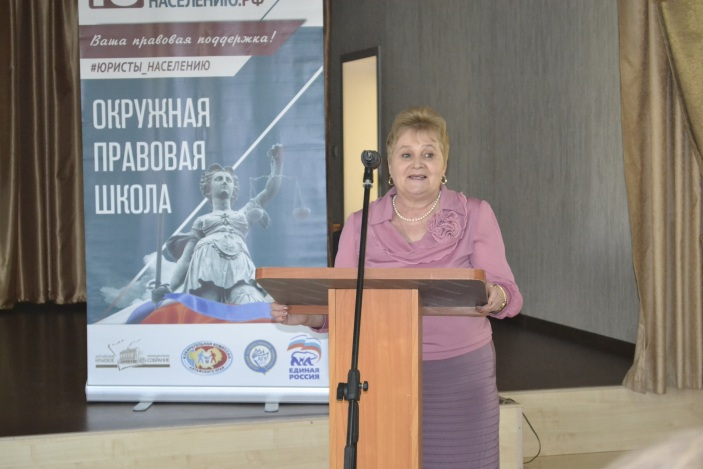 НАСЕЛЕНИЮ.РФ
Ваша правовая поддержка!
#ЮРИСТЫ_НАСЕЛЕНИЮ
ОКРУЖНАЯ
ПРАВОВАЯ
ШКОЛА
ЕДИНАЯ
РОССИЯ